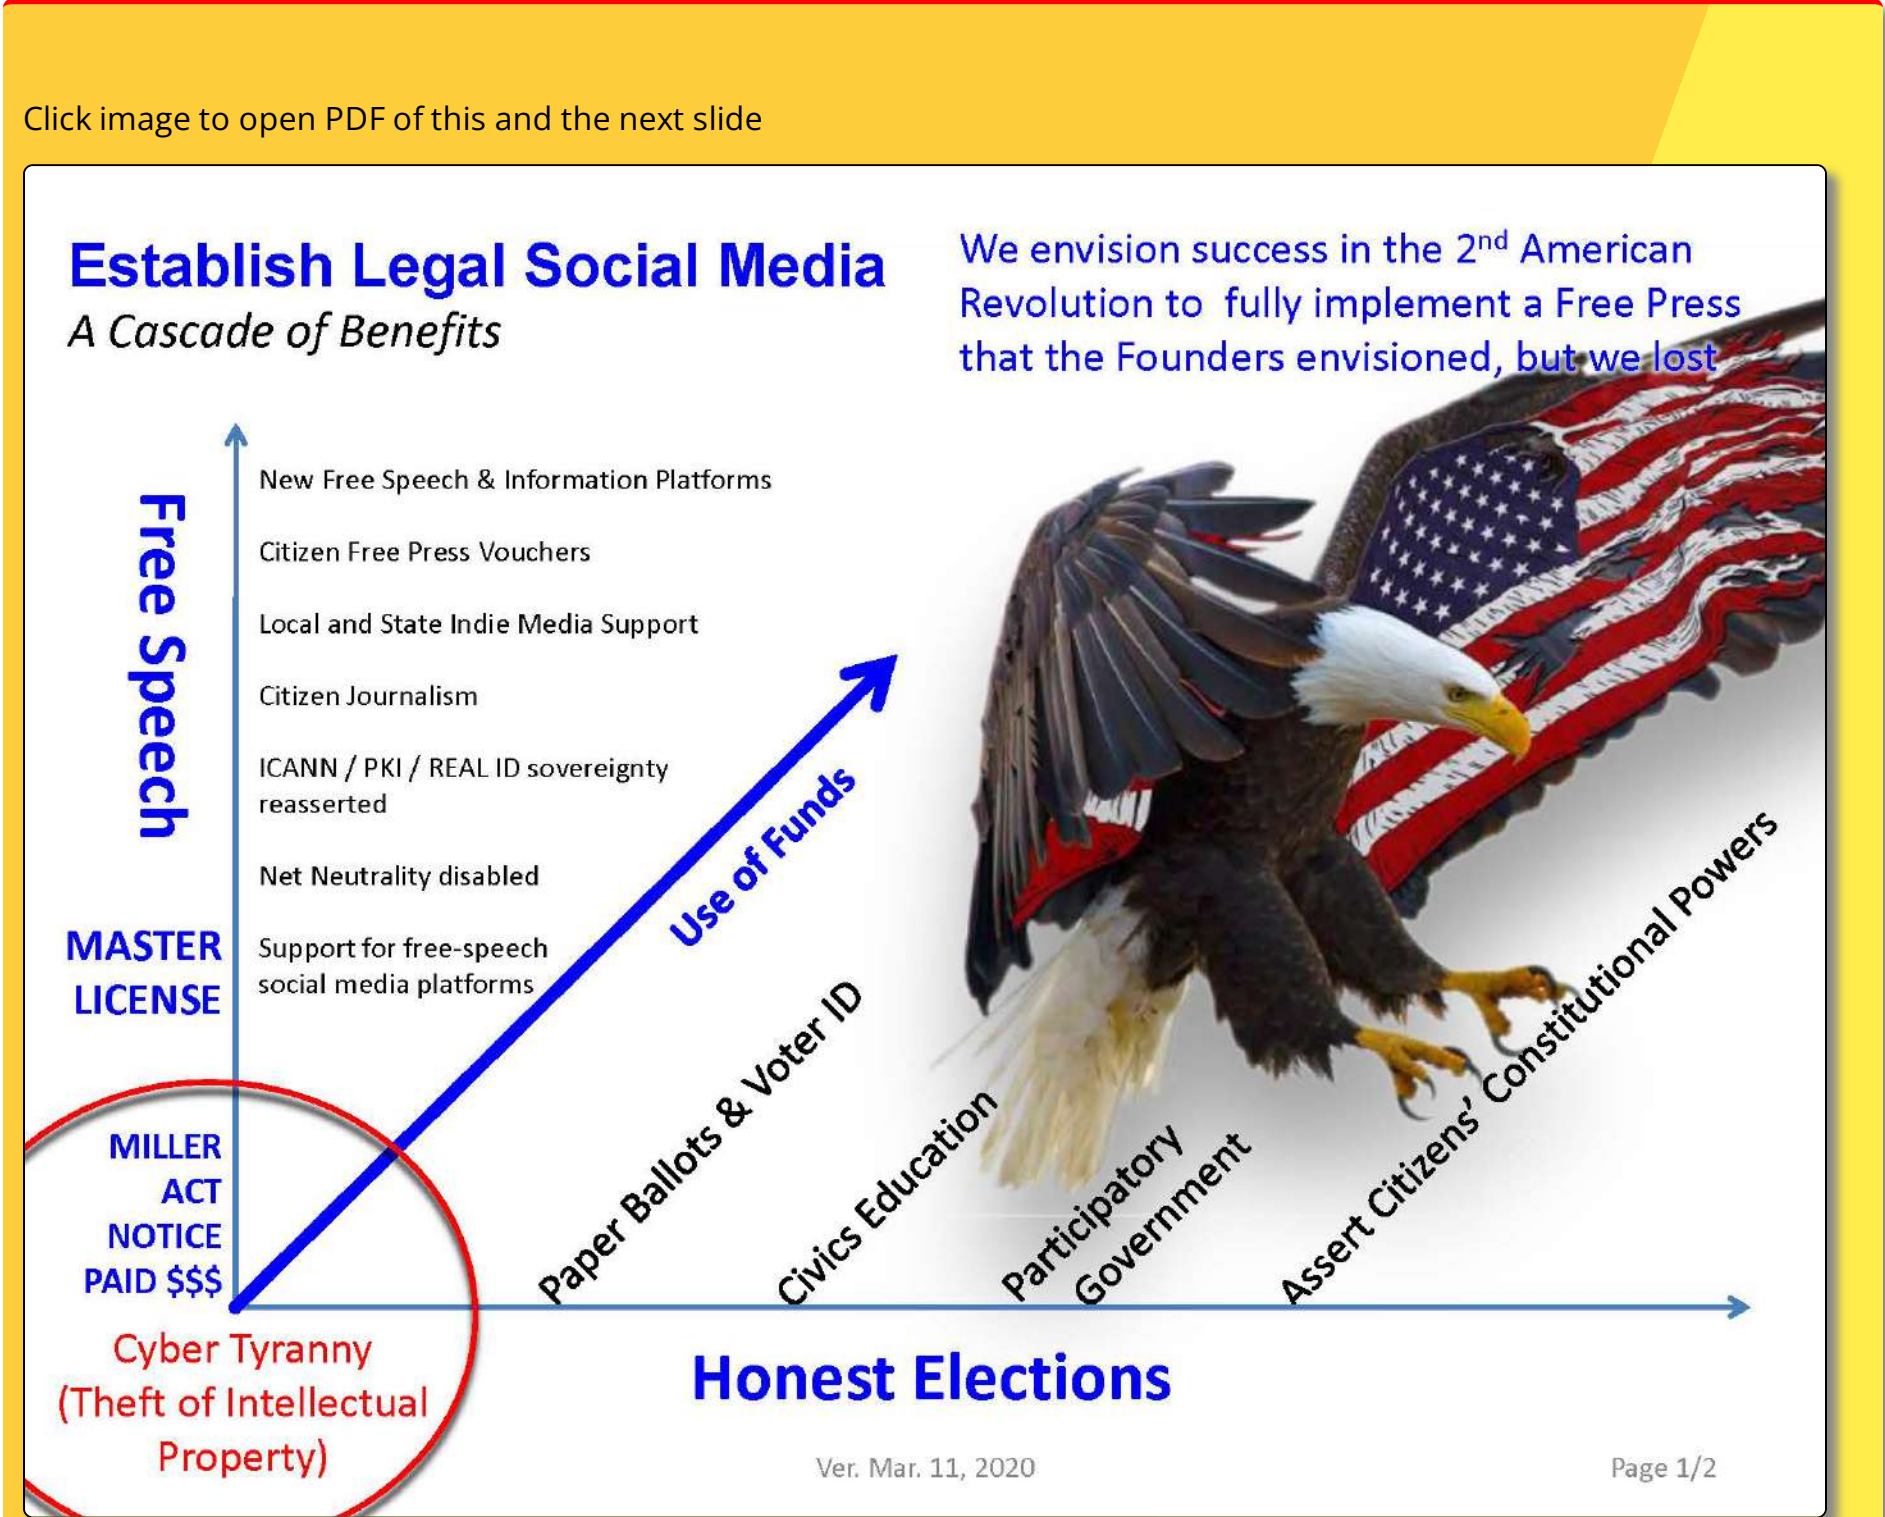 Click image to open PDF of this and the next slide
Establish Legal Social Media
A Cascade of Benefits
We envision success in the 2nd American
Revolution to fully implement a Free Press
that the Founders envisioned, but we lost
Free Speech
New Free Speech & Information Platforms
Citizen Free Press Vouchers
Local and State Indie Media Support
Citizen Journalism
ICANN / PKI / REAL ID sovereignty
reasserted
Net Neutrality disabled
Support for free-speech
social media platforms
MASTER
LICENSE
MILLER
ACT
NOTICE
PAID $$$
Use of Funds
Paper Ballots & Voter ID
Civics Education
Participatory
Government
Assert Citizens' Constitutional Powers
Cyber Tyranny
(Theft of Intellectual
Property)
Honest Elections
Ver. Mar. 11, 2020
Page 1/2